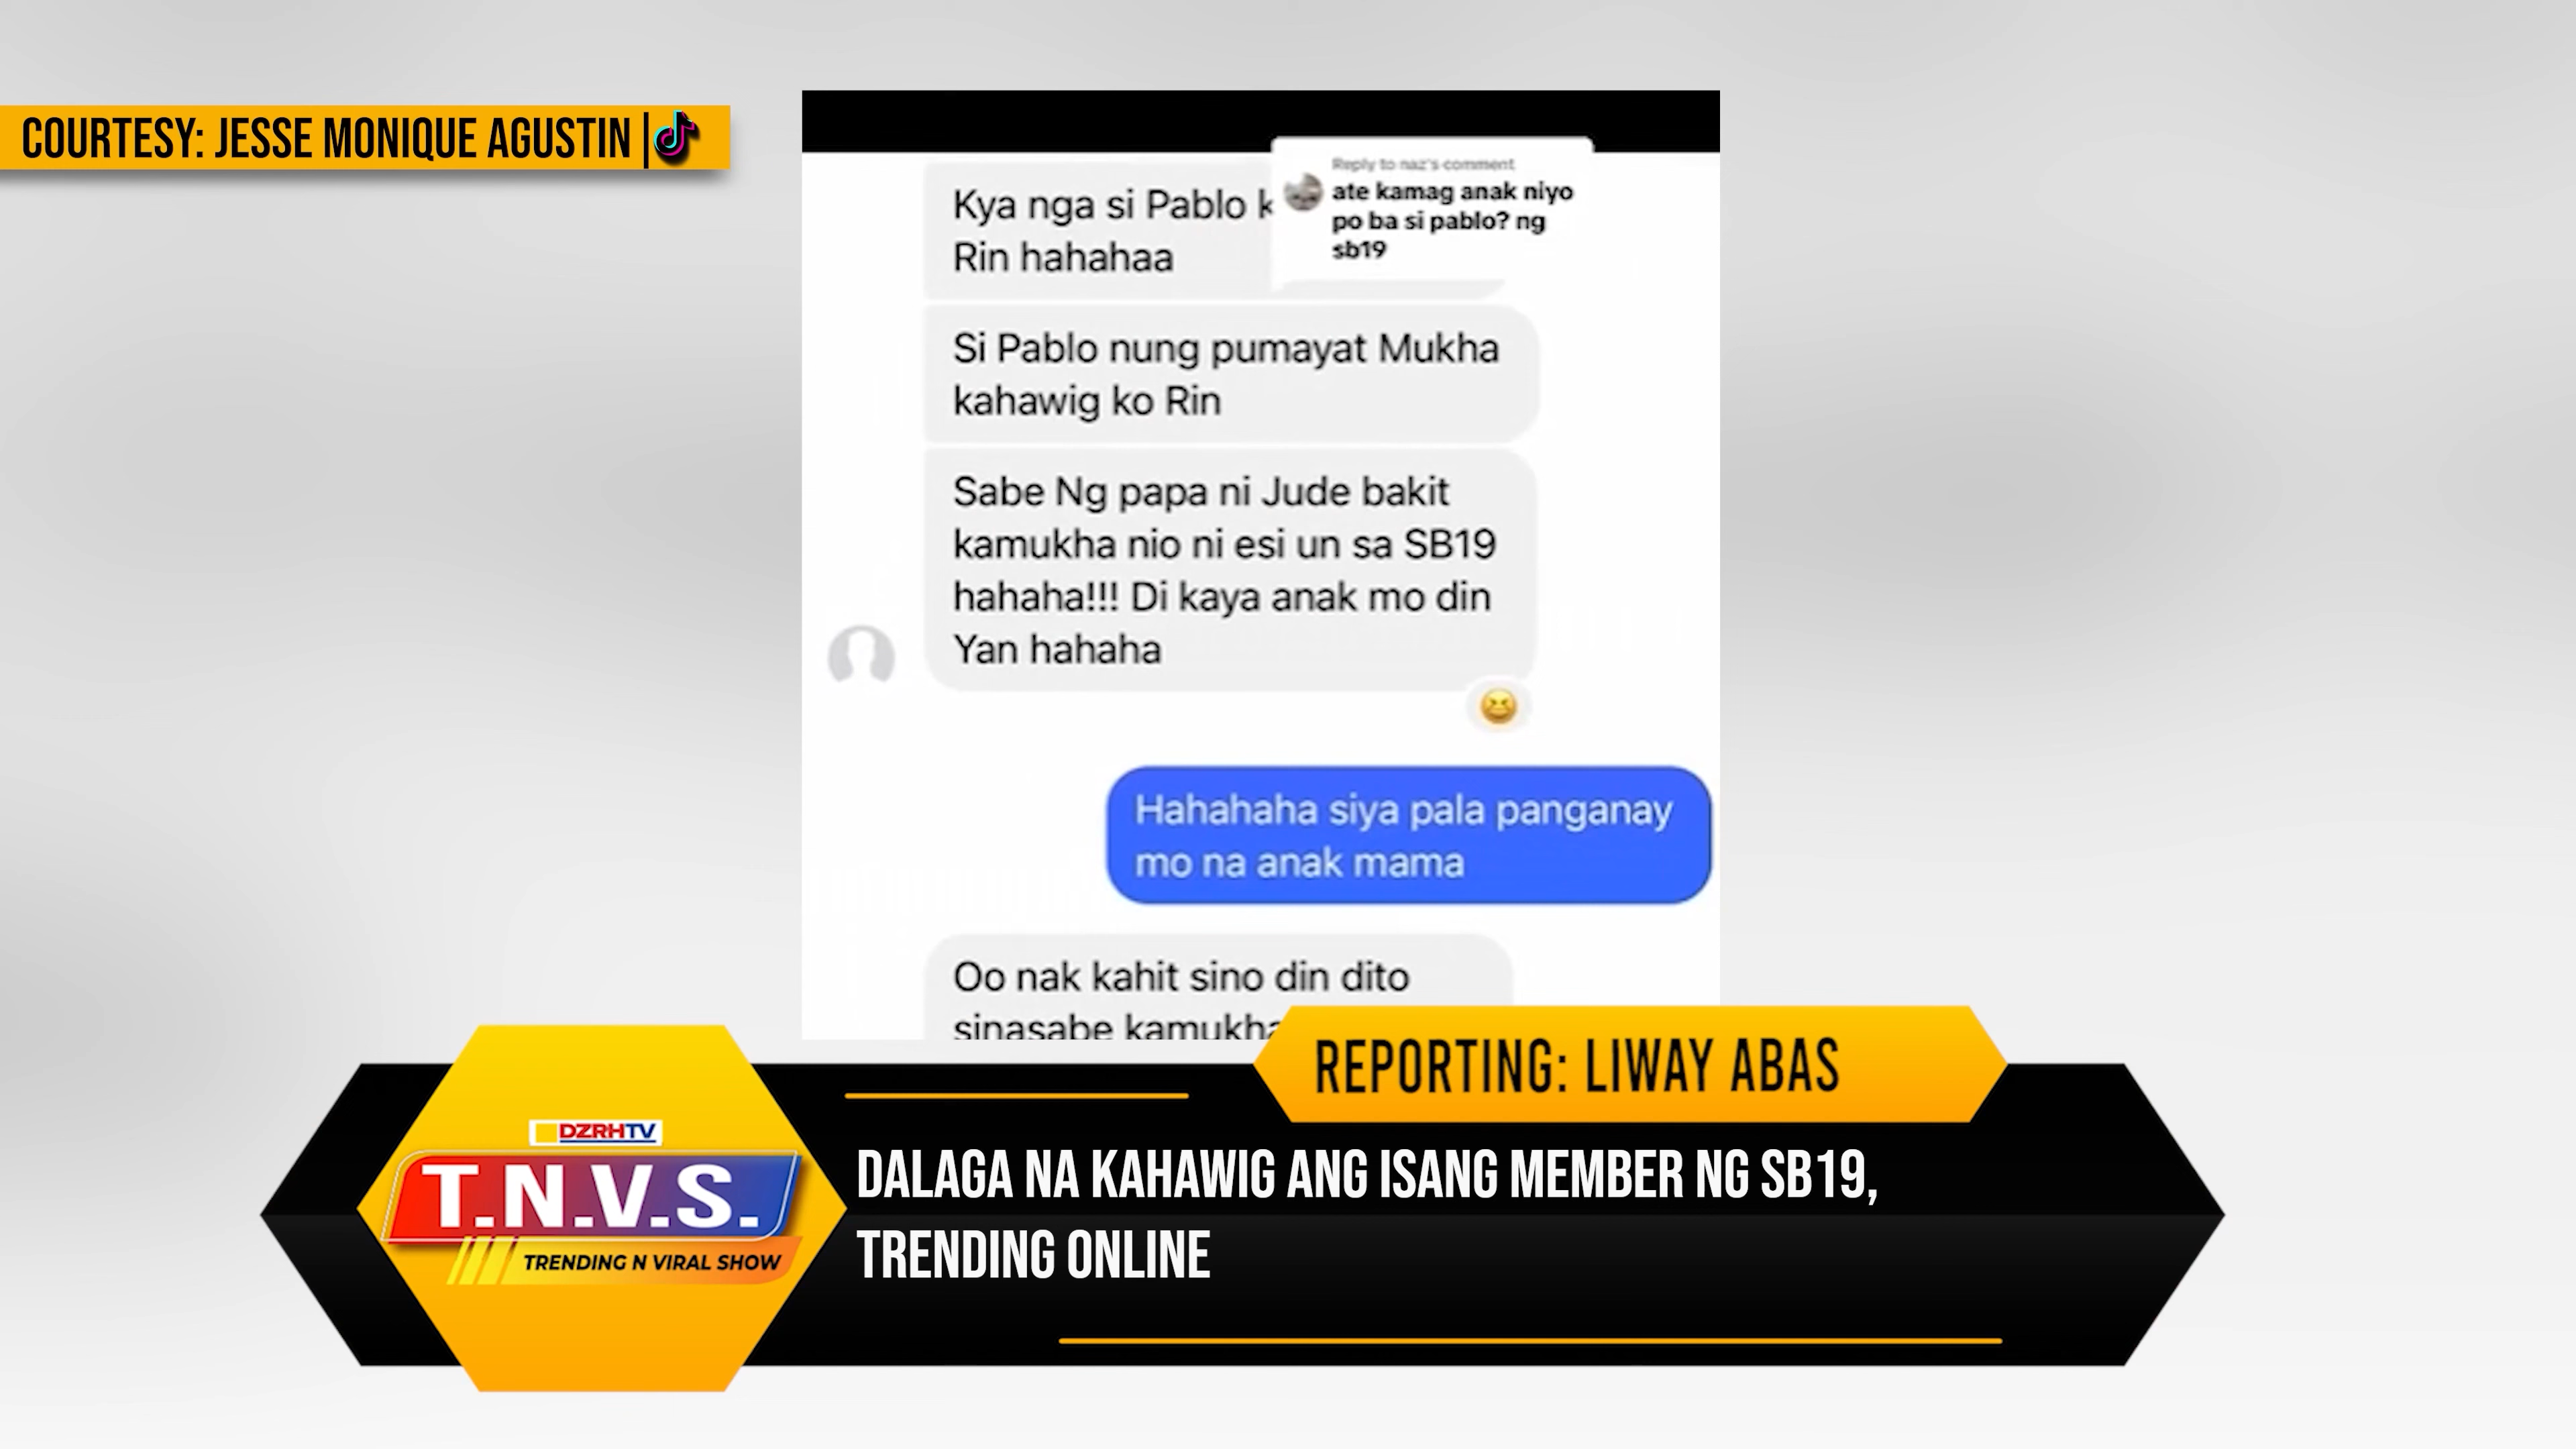 COURTESY: JESSE MONIQUE AGUSTIN |
Reply to naz's comment
ate kamag anak niyo
po ba si pablo? ng
sb19
Kya nga si Pablo
Rin hahahaa
Si Pablo nung pumayat Mukha
kahawig ko Rin
Sabe Ng papa ni Jude bakit
kamukha nio ni esi un sa SB19
hahaha!!! Di kaya anak mo din
Yan hahaha
Hahahaha siya pala panganay
mo na anak mama
Oo nak kahit sino din dito
sinasabe kamukha
REPORTING: LIWAY ABAS
DZRHTV
T.N.V.S.
TRENDING N VIRAL SHOW
DALAGA NA KAHAWIG ANG ISANG MEMBER NG SB19,
TRENDING ONLINE